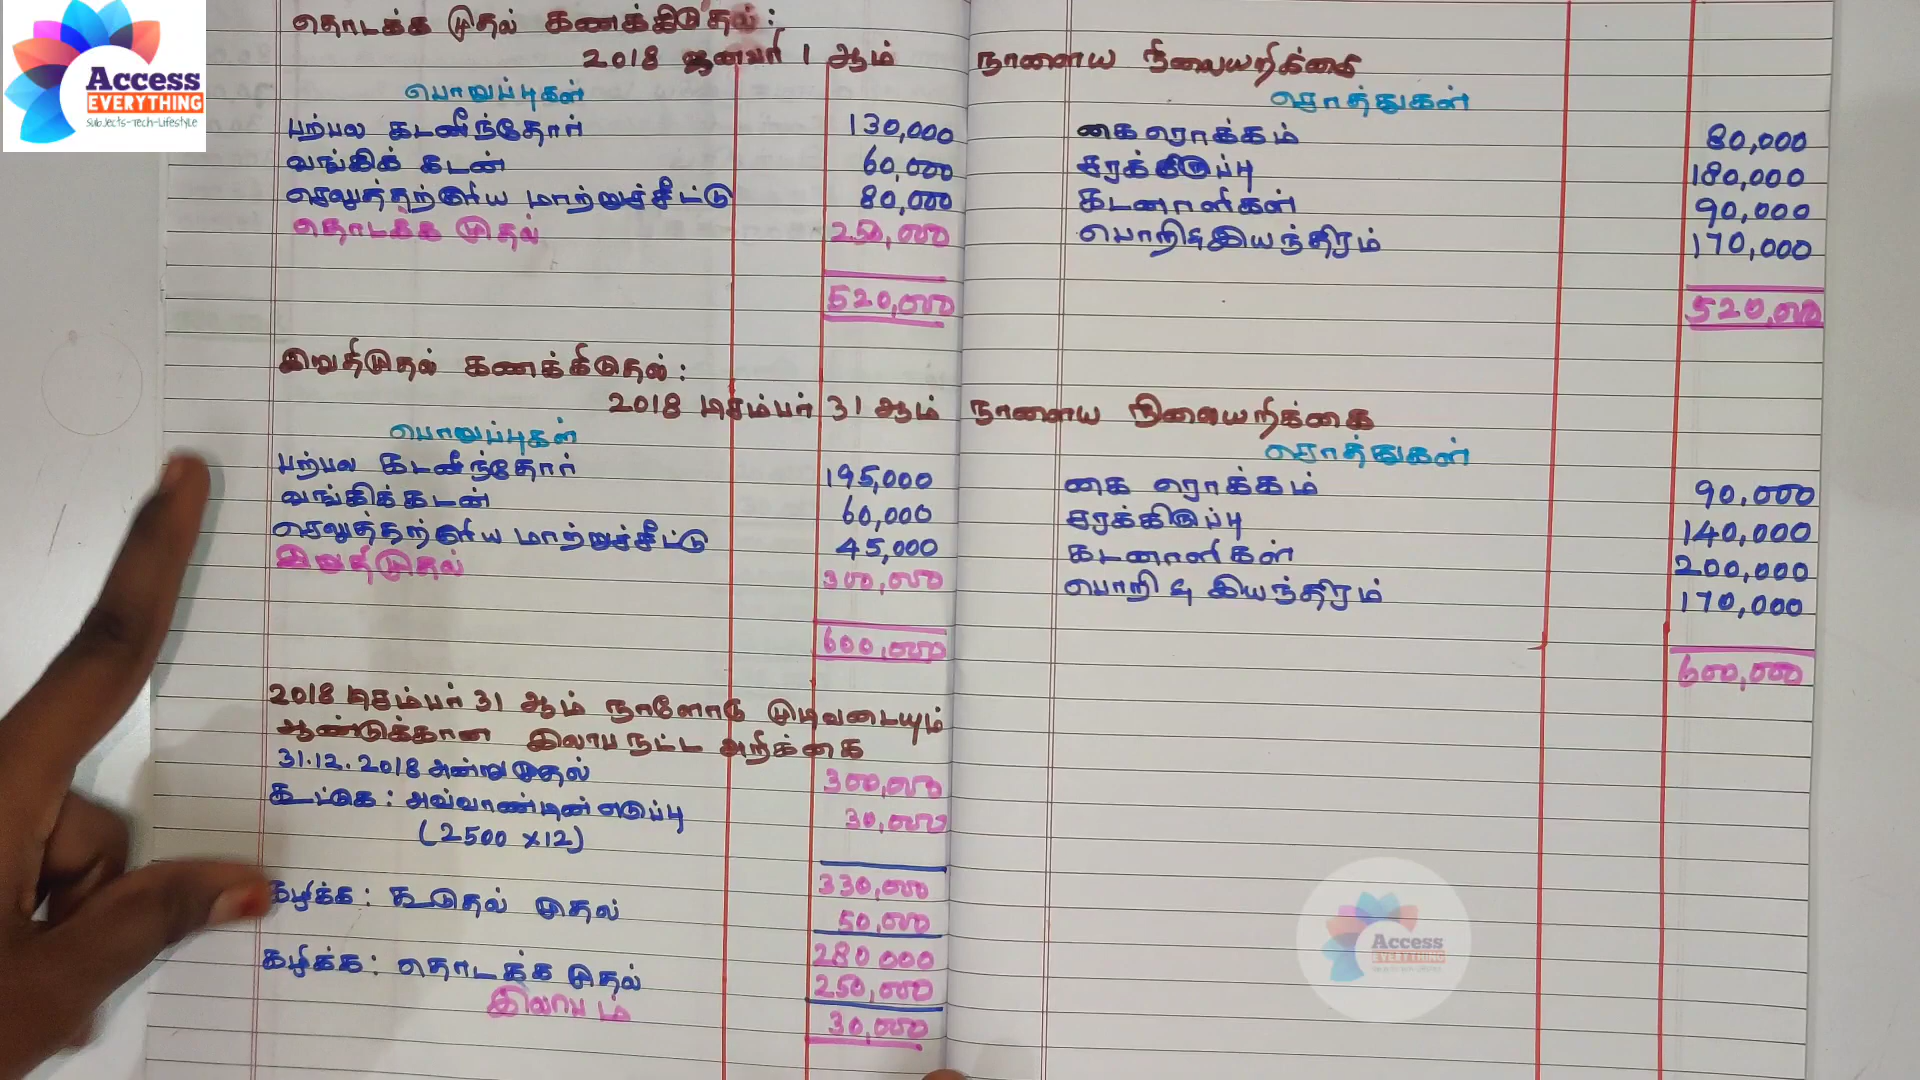 Access
EVERYTHING
Subjects-Tech-Lifestyle
தொடக்க முதல் கணக்கிடுதல் :
2018 ஜனவரி 1 ஆம் நாளைய நிலையறிக்கை
பொறுப்புகள் சொத்துகள்
பற்பல கடனீந்தோர் 130,000 கை ரொக்கம் 80,000
வங்கிக் கடன் 60,000 சரக்கிருப்பு 180,000
செலுத்தற்குரிய மாற்றுச்சீட்டு 80,000 கடனாளிகள் 90,000
தொடக்க முதல் 250,000 பொறி & இயந்திரம் 170,000
520,000 520,000
இறுதிமுதல் கணக்கிடுதல் :
2018 டிசம்பர் 31 ஆம் நாளைய நிலையறிக்கை
பொறுப்புகள் சொத்துகள்
பற்பல கடனீந்தோர் 195,000 கை ரொக்கம் 90,000
வங்கிக்கடன் 60,000 சரக்கிருப்பு 140,000
செலுத்தற்குரிய மாற்றுச்சீட்டு 45,000 கடனாளிகள் 200,000
இறுதிமுதல் 300,000 பொறி & இயந்திரம் 170,000
600,000 600,000
2018 டிசம்பர் 31 ஆம் நாளோடு முடிவடையும்
ஆண்டுக்கான இலாப நட்ட அறிக்கை
31.12.2018 அன்று முதல் 300,000
கூட்டுக : அவ்வாண்டின் எடுப்பு 30,000
(2500 x12)
330,000
கழிக்க : கூடுதல் முதல் 50,000
280 000
கழிக்க : தொடக்க முதல் 250,000
இலாபம் 30,000
Access
EVERYTHING
Subjects-Tech-Lifestyle